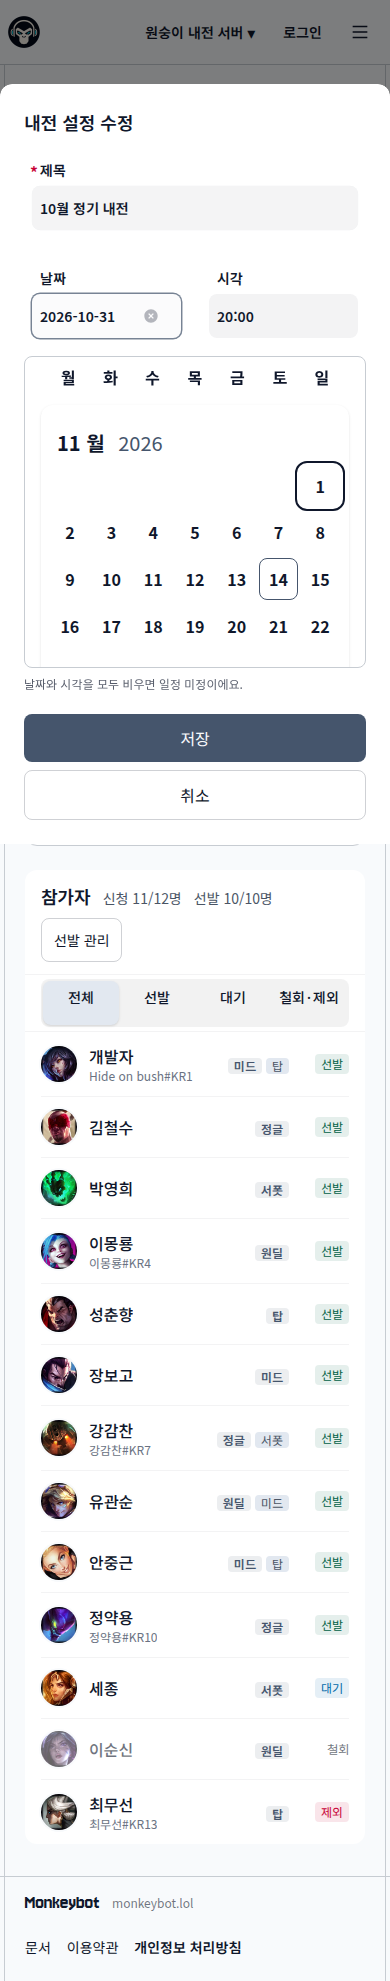 원숭이 내전 서버 ▾ 로그인
내전 설정 수정
* 제목
10월 정기 내전
날짜 시각
2026-10-31 20:00
월 화 수 목 금 토 일
11 월 2026
1
2 3 4 5 6 7 8
9 10 11 12 13 14 15
16 17 18 19 20 21 22
날짜와 시각을 모두 비우면 일정 미정이에요.
저장
취소
참가자 신청 11/12명 선발 10/10명
선발 관리
전체 선발 대기 철회·제외
개발자 미드 탑 선발
Hide on bush#KR1
김철수 정글 선발
박영희 서폿 선발
이몽룡 원딜 선발
이몽룡#KR4
성춘향 탑 선발
장보고 미드 선발
강감찬 정글 서폿 선발
강감찬#KR7
유관순 원딜 미드 선발
안중근 미드 탑 선발
정약용 정글 선발
정약용#KR10
세종 서폿 대기
이순신 원딜 철회
최무선 탑 제외
최무선#KR13
Monkeybot monkeybot.lol
문서 이용약관 개인정보 처리방침